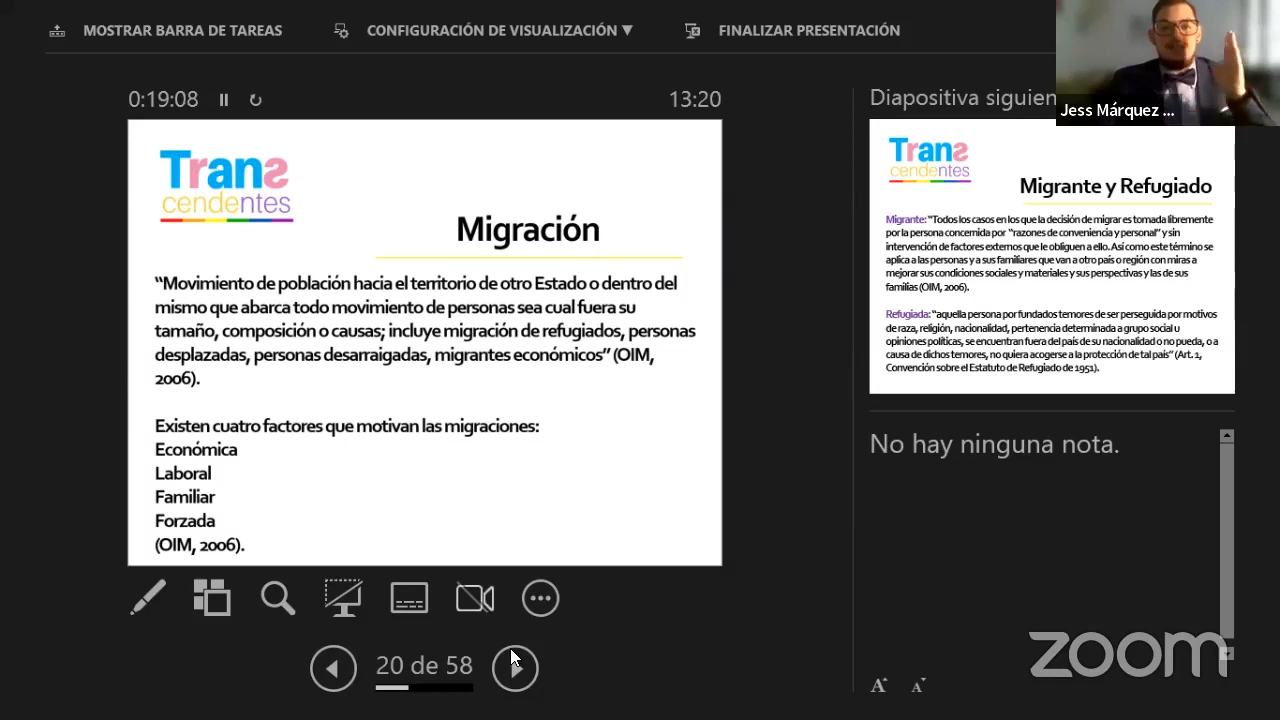 MOSTRAR BARRA DE TAREAS
CONFIGURACIÓN DE VISUALIZACIÓN ▼
FINALIZAR PRESENTACIÓN
0:19:08
13:20
Trans
cendentes
Migración
“Movimiento de población hacia el territorio de otro Estado o dentro del
mismo que abarca todo movimiento de personas sea cual fuera su
tamaño, composición o causas; incluye migración de refugiados, personas
desplazadas, personas desarraigadas, migrantes económicos” (OIM,
2006).
Existen cuatro factores que motivan las migraciones:
Económica
Laboral
Familiar
Forzada
(OIM, 2006).
20 de 58
Jess Márquez ...
Diapositiva siguien
Trans
cendentes
Migrante y Refugiado
Migrante: “Todos los casos en los que la decisión de migrar es tomada libremente
por la persona concernida por “razones de conveniencia y personal” y sin
intervención de factores externos que le obliguen a ello. Así como este término se
aplica a las personas y a sus familiares que van a otro país o región con miras a
mejorar sus condiciones sociales y materiales y sus perspectivas y las de sus
familias (OIM, 2006).
Refugiada: “aquella persona por fundados temores de ser perseguida por motivos
de raza, religión, nacionalidad, pertenencia determinada a grupo social u
opiniones políticas, se encuentran fuera del país de su nacionalidad o no pueda, o a
causa de dichos temores, no quiera acogerse a la protección de tal país” (Art. 1,
Convención sobre el Estatuto de Refugiado de 1951).
No hay ninguna nota.
A A
zoom